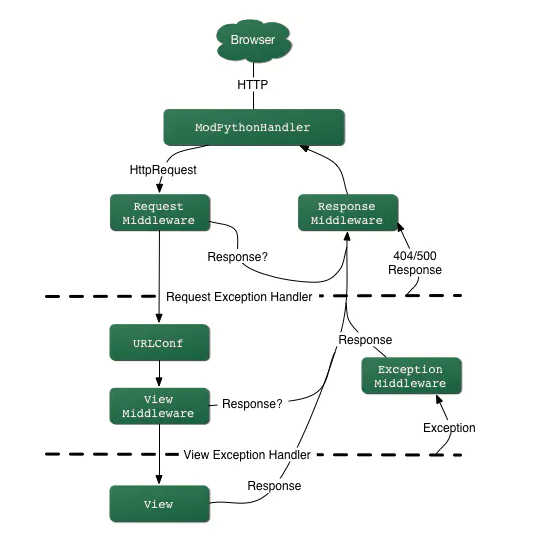 Browser
HTTP
ModPythonHandler
HttpRequest
Request
Middleware
Response
Middleware
Response?
404/500
Response
Request Exception Handler
URLConf
Response
Exception
Middleware
View
Middleware
Response?
Exception
View Exception Handler
Response
View